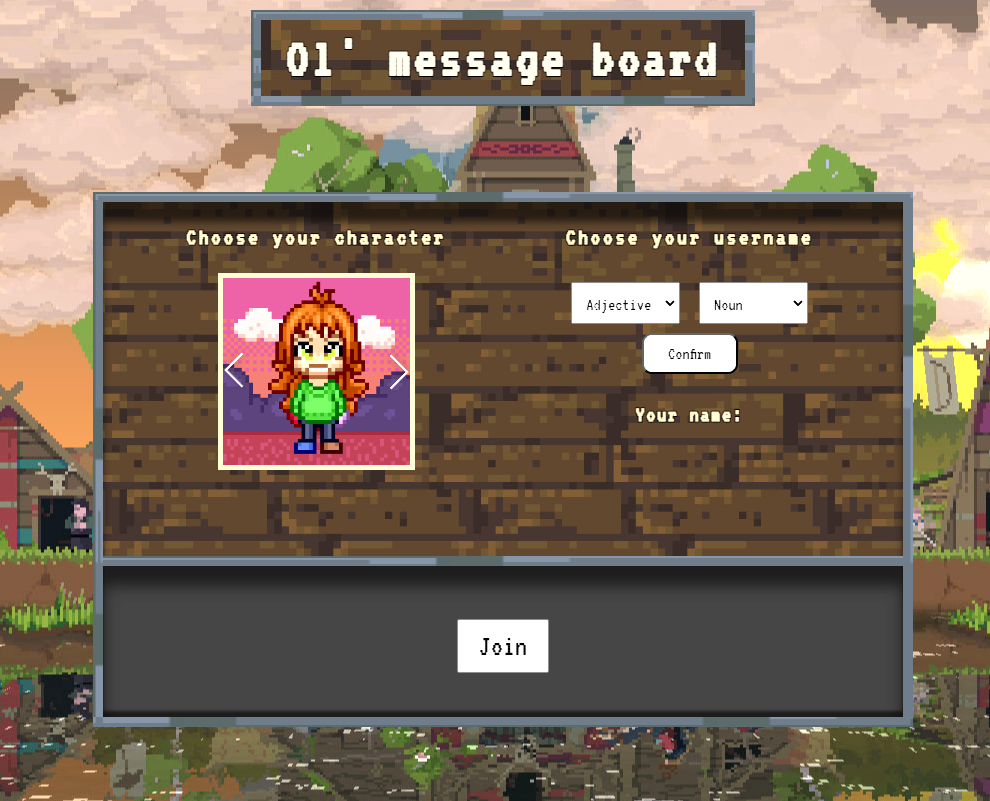 Ol' message board
Choose your character
Choose your username
Adjective
Noun
Confirm
Your name:
Join